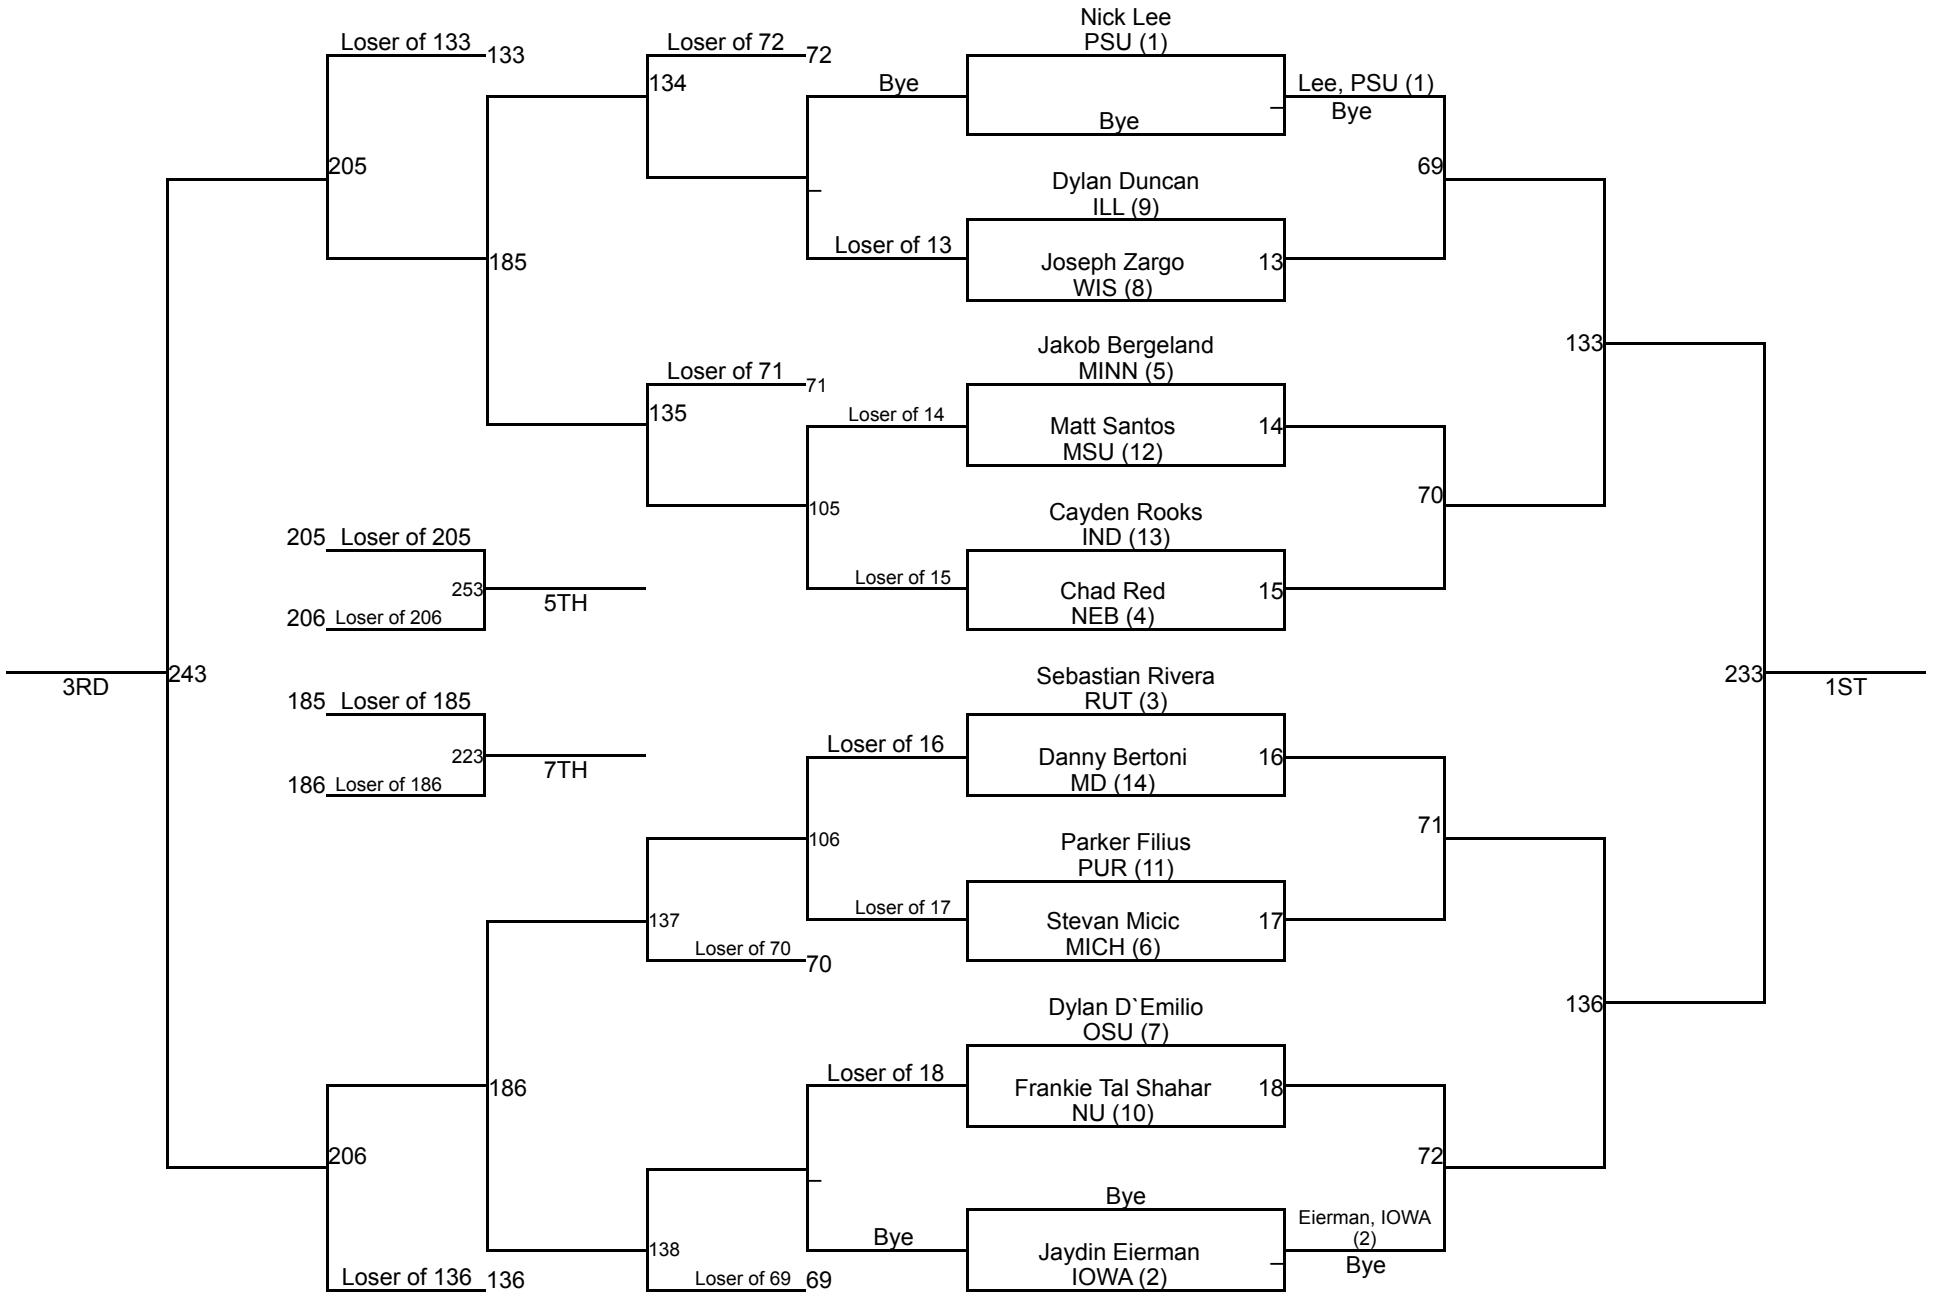 Nick Lee
PSU (1)
Loser of 133
133
Loser of 72
72
134
Bye
Lee, PSU (1)
Bye
Bye
205
69
Dylan Duncan
ILL (9)
Loser of 13
185
Joseph Zargo
13
WIS (8)
Jakob Bergeland
MINN (5)
133
Loser of 71
71
135
Loser of 14
Matt Santos
14
MSU (12)
70
105
Cayden Rooks
IND (13)
205
Loser of 205
Loser of 15
253
5TH
Chad Red
15
NEB (4)
206
Loser of 206
3RD
243
Sebastian Rivera
RUT (3)
233
1ST
185
Loser of 185
223
7TH
Loser of 16
Danny Bertoni
16
MD (14)
186
Loser of 186
71
106
Parker Filius
PUR (11)
Loser of 17
137
Stevan Micic
17
MICH (6)
Loser of 70
70
Dylan D`Emilio
OSU (7)
136
Loser of 18
186
Frankie Tal Shahar
18
NU (10)
206
72
Bye
Eierman, IOWA
(2)
Bye
Bye
138
Jaydin Eierman
IOWA (2)
Loser of 136
136
Loser of 69
69